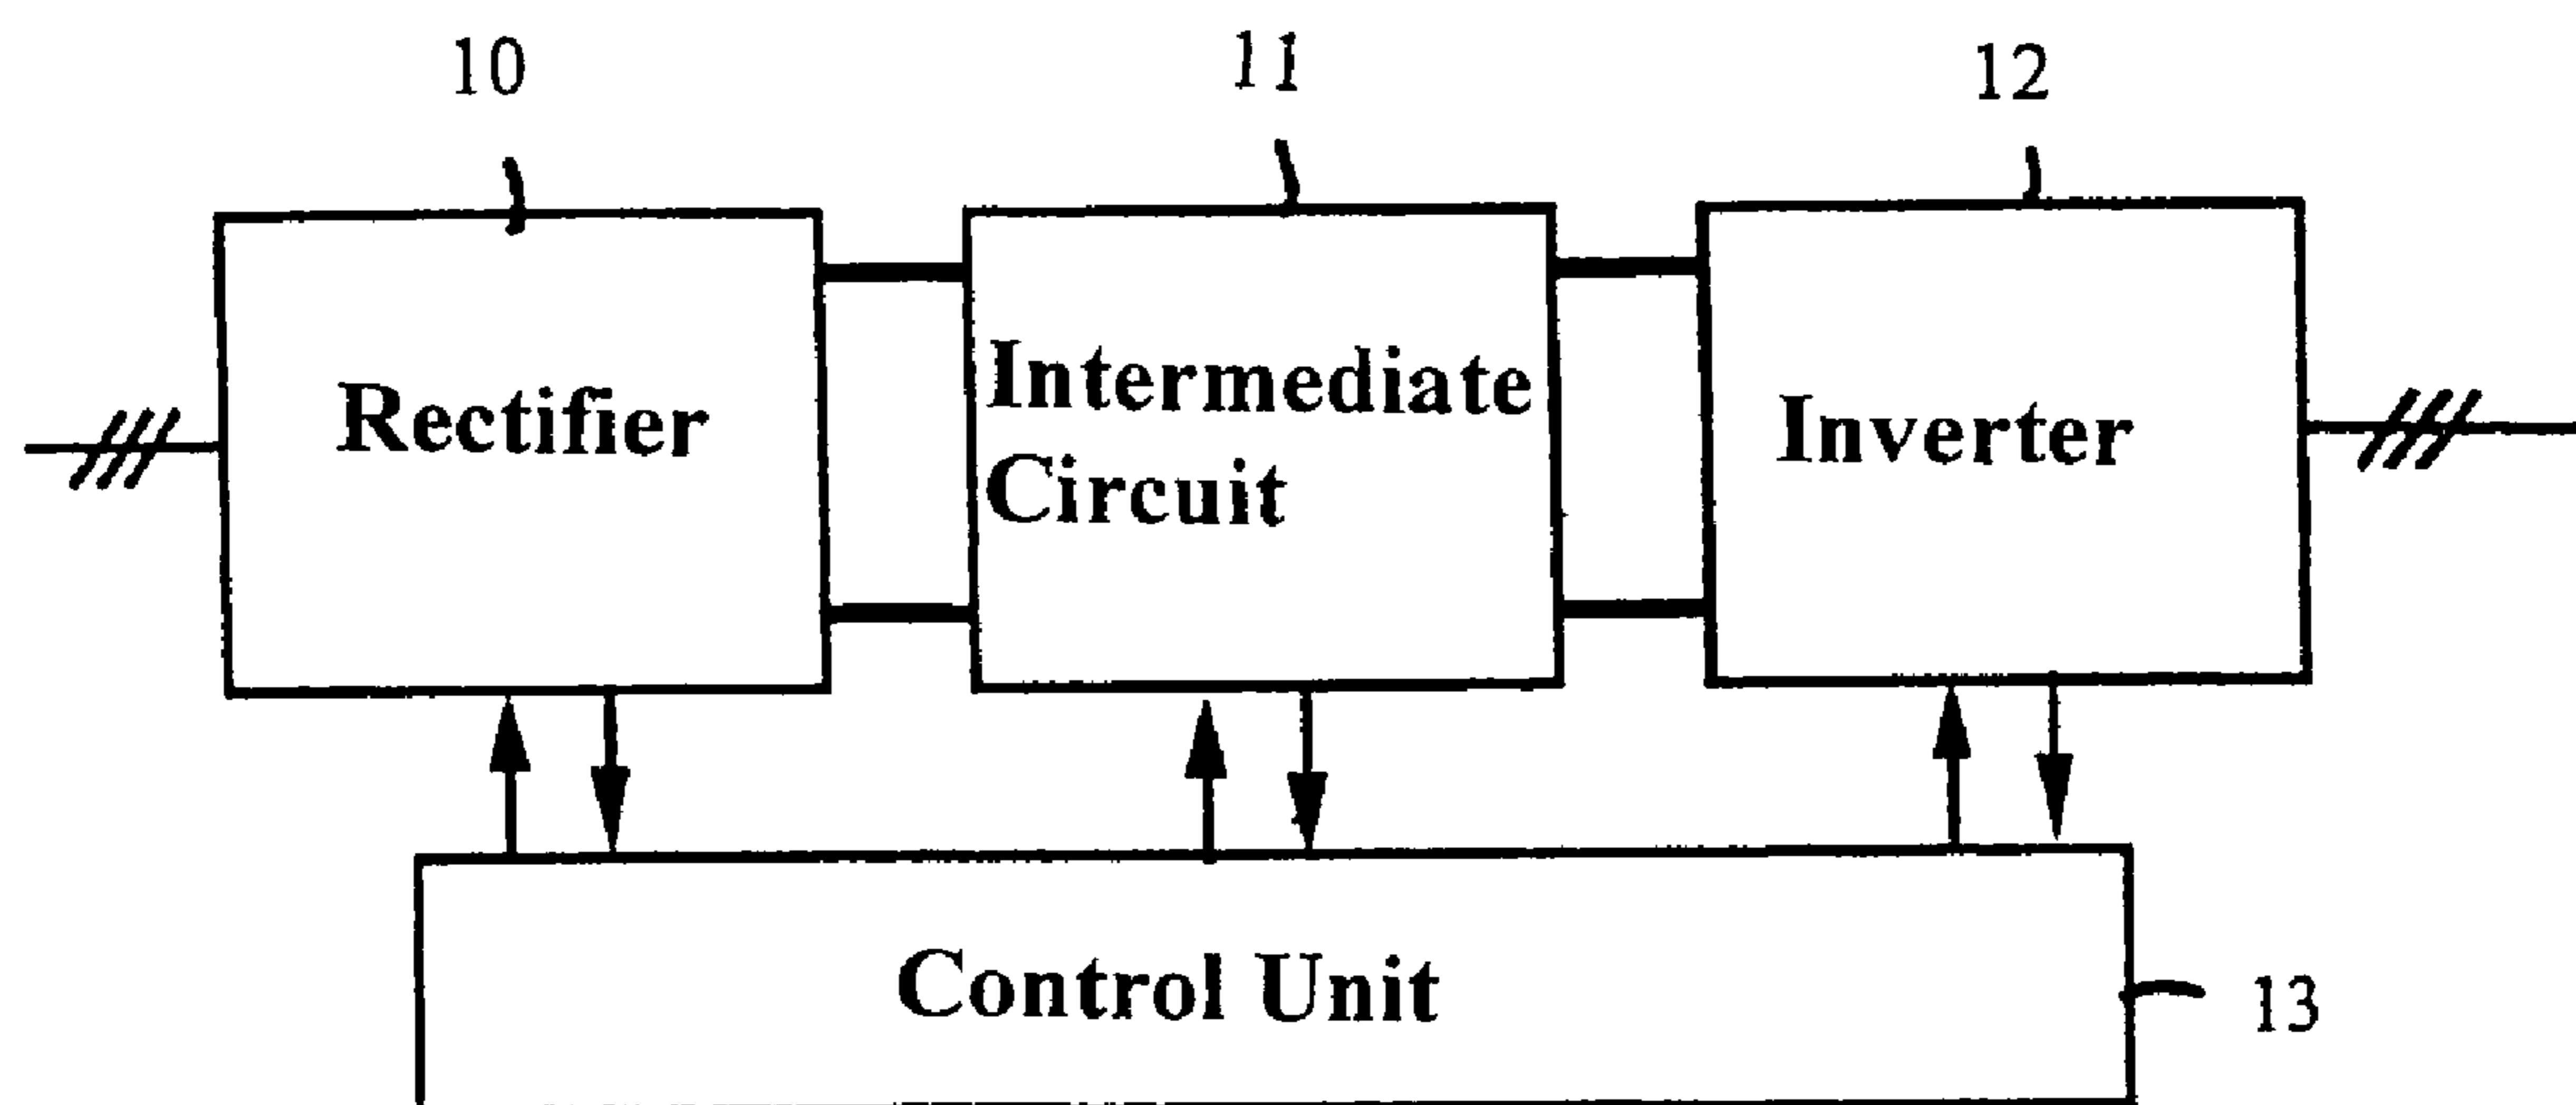 10
11
12
Rectifier
Intermediate
Circuit
Inverter
Control Unit
13